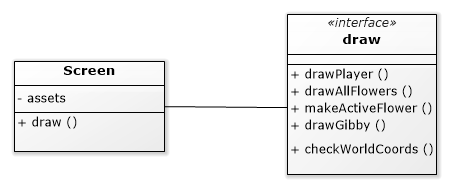 Screen
- assets
+ draw ()
«interface»
draw
+ drawPlayer ()
+ drawAllFlowers ()
+ makeActiveFlower ()
+ drawGibby ()
+ checkWorldCoords ()